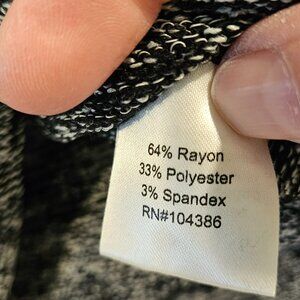 64% Rayon
33% Polyester
3% Spandex
RN#104386